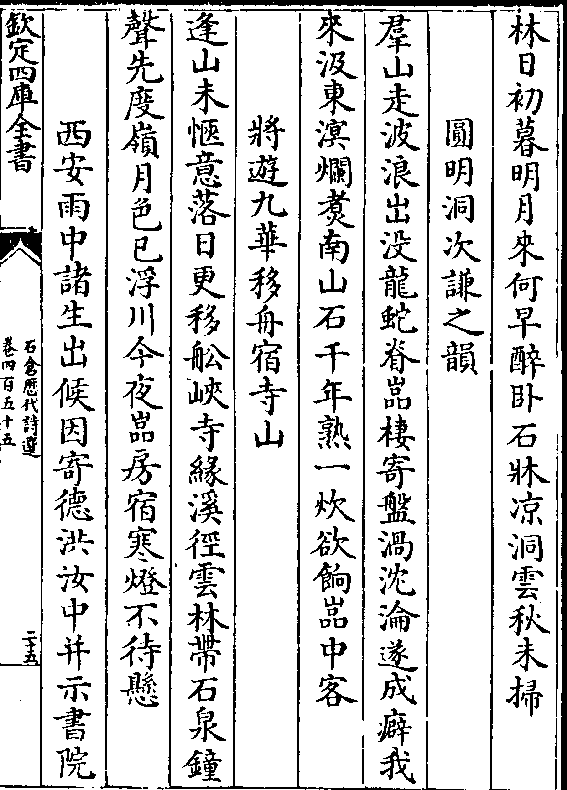 林日初暮明月來何早醉卧石牀凉洞雲秋未掃
圓明洞次謙之韻
羣山走波浪出没龍蛇脊嵓棲寄盤渦沈淪遂成癖我
來汲東溟爛煑南山石千年熟一炊欲餉嵓中客
將遊九華移舟宿寺山
逢山未愜意落日更移舩峽寺緣溪徑雲林帶石泉鐘
聲先度嶺月色已浮川今夜嵓房宿寒燈不待懸
西安雨中諸生出候因寄德洪汝中并示書院
欽定四庫全書
石倉歷代詩選
卷四百五十五
二十五